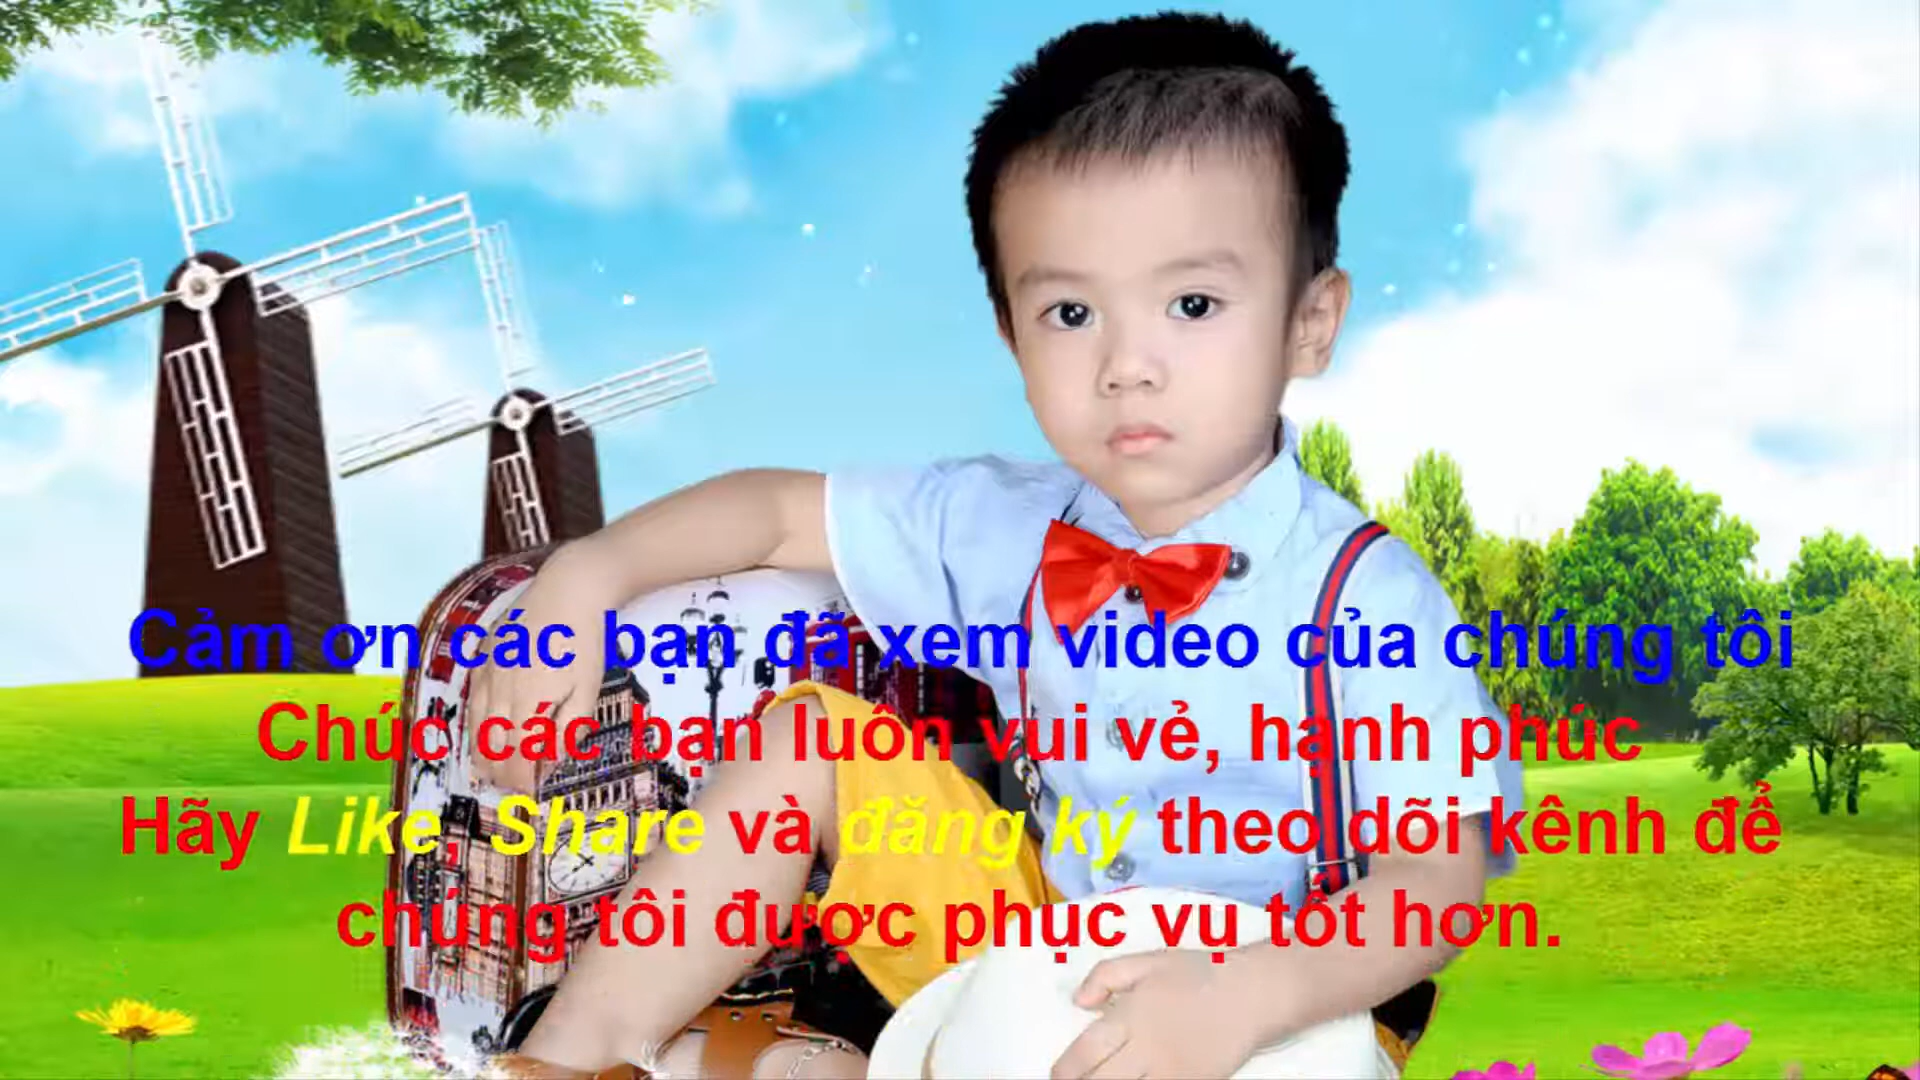 Cảm ơn các bạn đã xem video của chúng tôi
Chúc các bạn luôn vui vẻ, hạnh phúc
Hãy Like, Share và đăng ký theo dõi kênh để
chúng tôi được phục vụ tốt hơn.